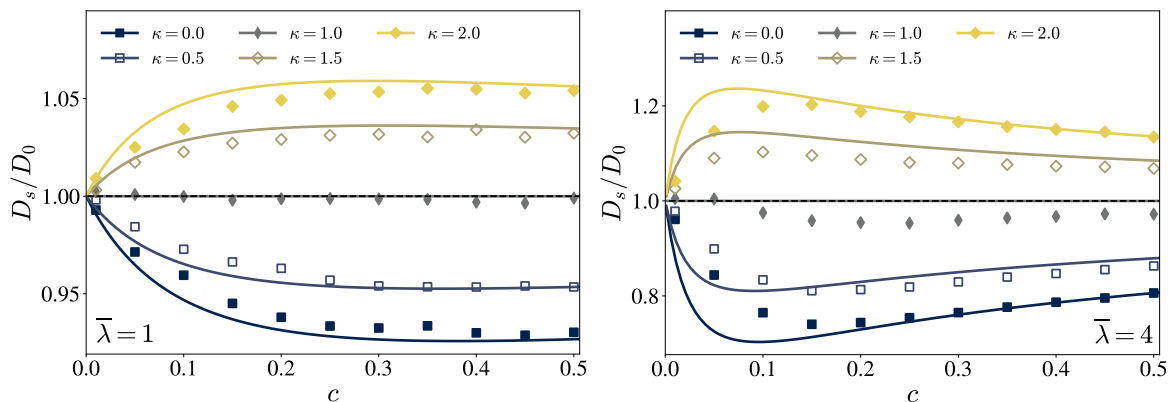 κ = 0.0 κ = 1.0 κ = 2.0
κ = 0.5 κ = 1.5
1.05
1.00
0.95
D_s/D_0
λ̅ = 1
0.0 0.1 0.2 0.3 0.4 0.5
c
κ = 0.0 κ = 1.0 κ = 2.0
κ = 0.5 κ = 1.5
1.2
1.0
0.8
D_s/D_0
λ̅ = 4
0.0 0.1 0.2 0.3 0.4 0.5
c